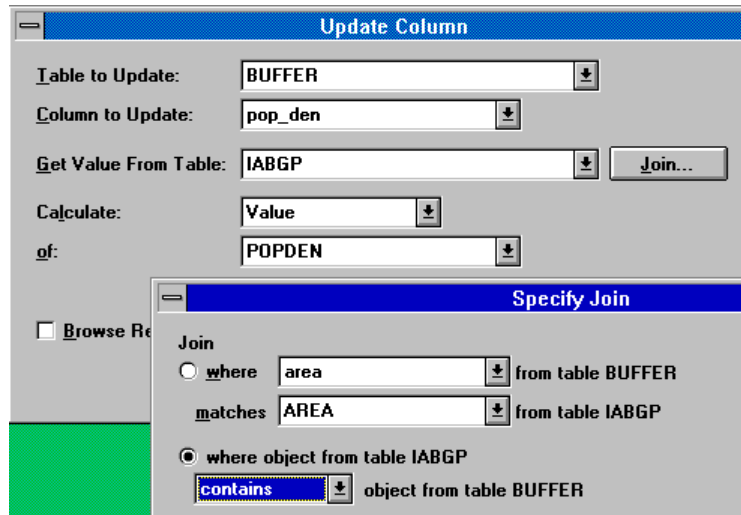 Update Column
Table to Update: BUFFER
Column to Update: pop_den
Get Value From Table: IABGP Join...
Calculate: Value
of: POPDEN
Specify Join
Browse Re
Join
where area from table BUFFER
matches AREA from table IABGP
where object from table IABGP
contains object from table BUFFER